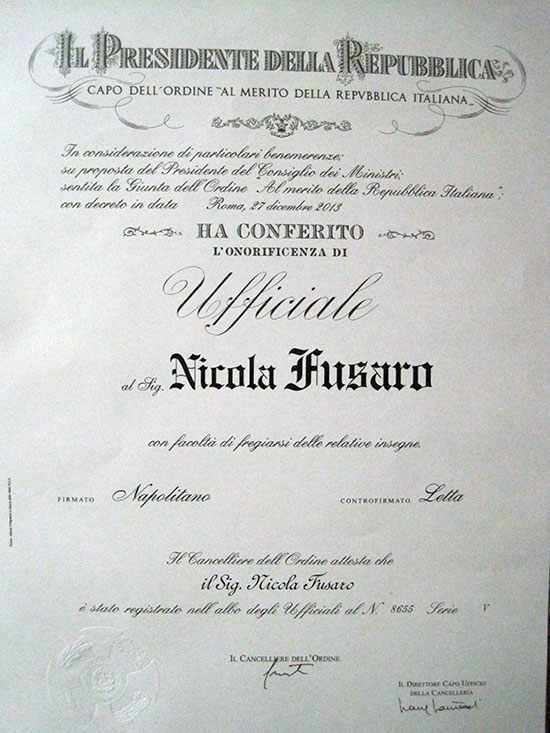 IL PRESIDENTE DELLA REPUBBLICA
CAPO DELL'ORDINE "AL MERITO DELLA REPVBBLICA ITALIANA"
In considerazione di particolari benemerenze;
su proposta del Presidente del Consiglio dei Ministri;
sentita la Giunta dell'Ordine "Al merito della Repubblica Italiana";
con decreto in data Roma, 27 dicembre 2013
HA CONFERITO
L'ONORIFICENZA DI
Ufficiale
al Sig. Nicola Fusaro
con facoltà di fregiarsi delle relative insegne.
FIRMATO Napolitano CONTROFIRMATO Letta
Il Cancelliere dell'Ordine attesta che
il Sig. Nicola Fusaro
è stato registrato nell'albo degli Ufficiali al N. 8655 Serie V
IL CANCELLIERE DELL'ORDINE
IL DIRETTORE CAPO UFFICIO
DELLA CANCELLERIA